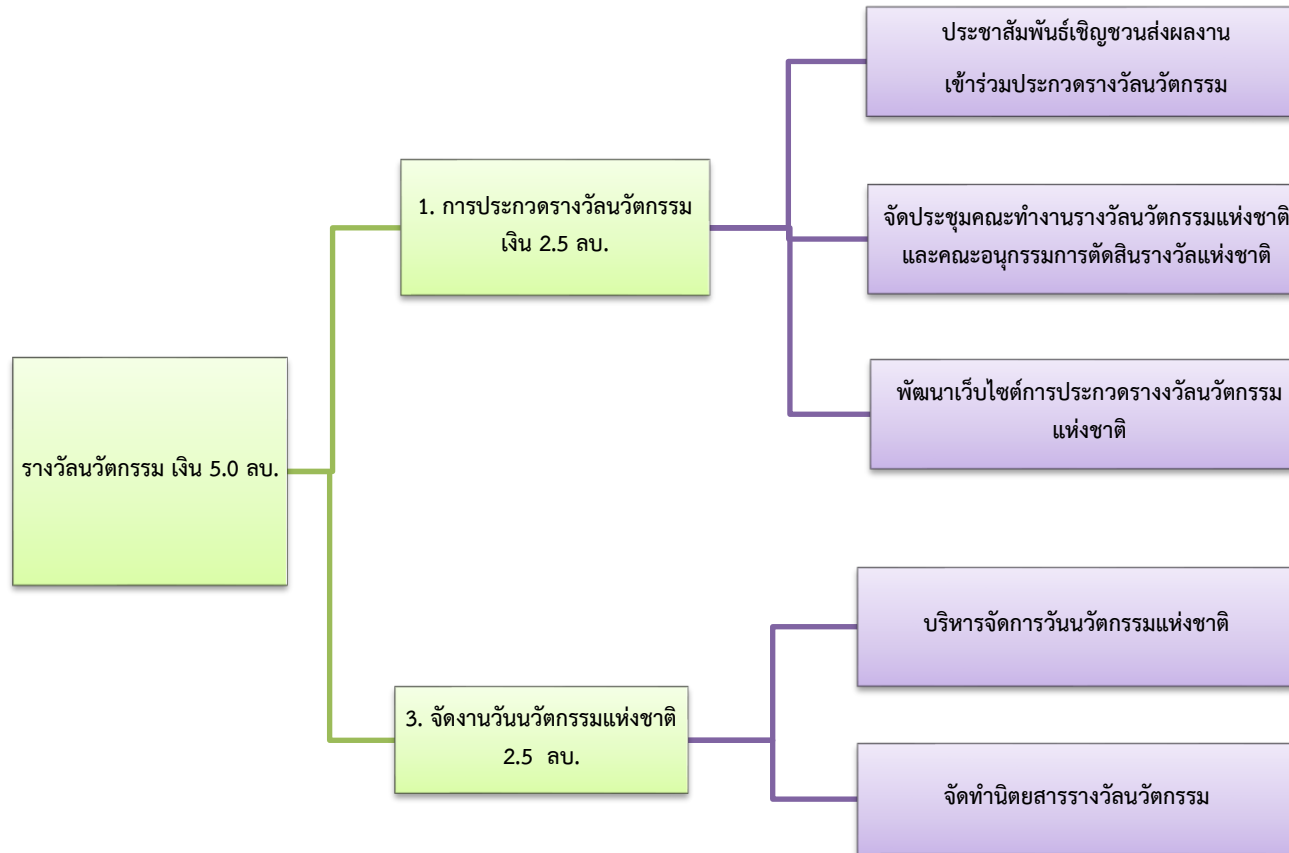 ประชาสัมพันธ์เชิญชวนส่งผลงาน
เข้าร่วมประกวดรางวัลนวัตกรรม
1. การประกวดรางวัลนวัตกรรม
เงิน 2.5 ลบ.
จัดประชุมคณะทำงานรางวัลนวัตกรรมแห่งชาติ
และคณะอนุกรรมการตัดสินรางวัลแห่งชาติ
พัฒนาเว็บไซต์การประกวดรางงวัลนวัตกรรม
แห่งชาติ
รางวัลนวัตกรรม เงิน 5.0 ลบ.
บริหารจัดการวันนวัตกรรมแห่งชาติ
3. จัดงานวันนวัตกรรมแห่งชาติ
2.5 ลบ.
จัดทำนิตยสารรางวัลนวัตกรรม